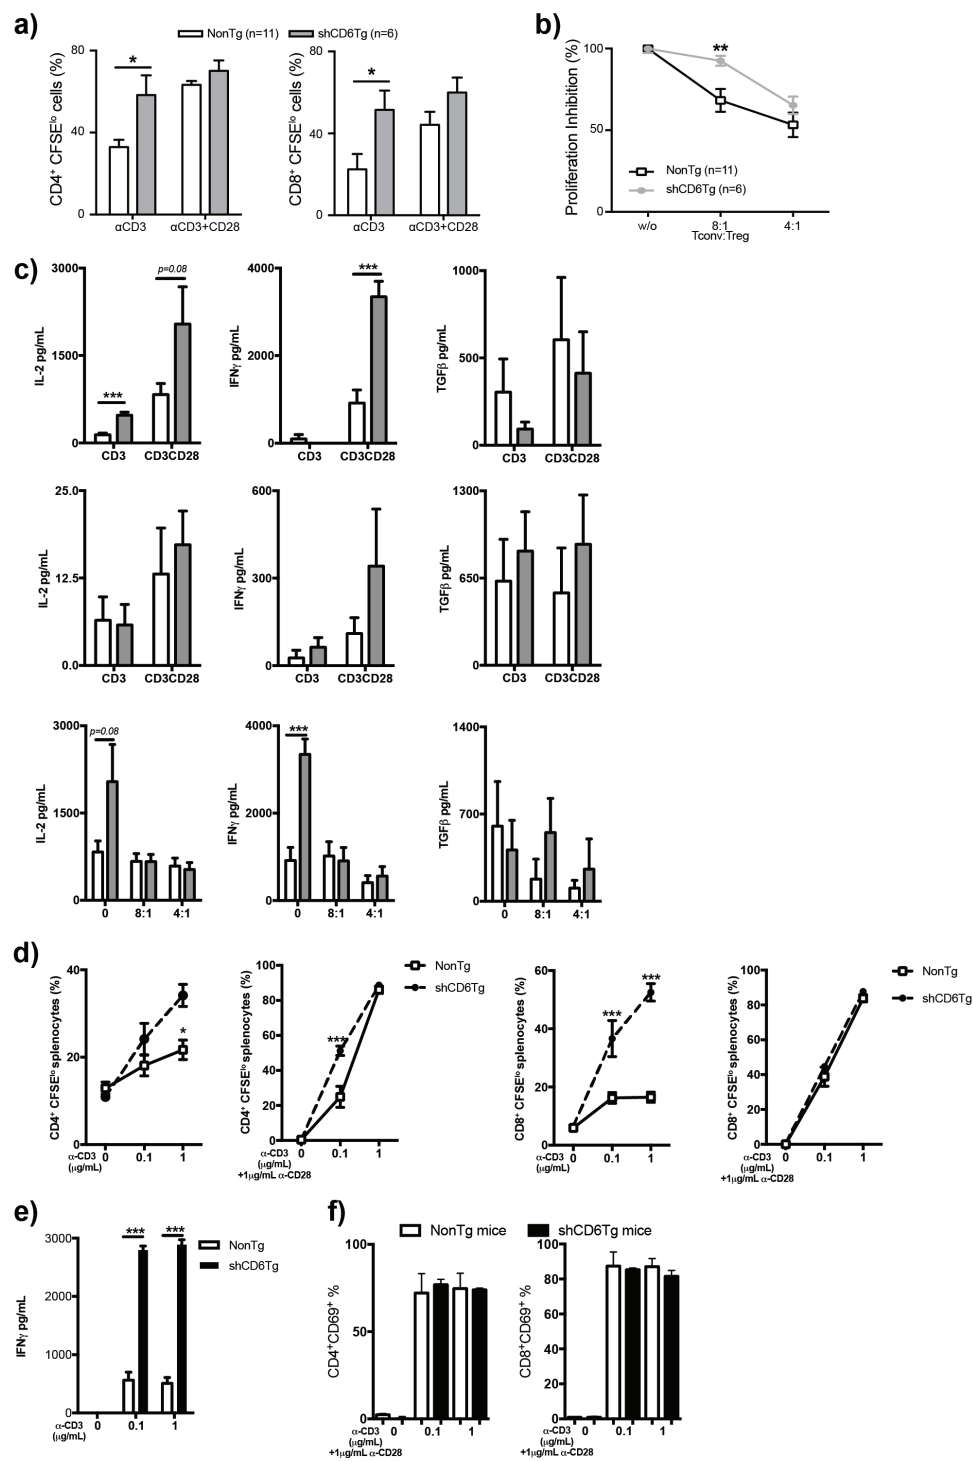 a)
NonTg (n=11) shCD6Tg (n=6)
CD4⁺ CFSEˡᵒ cells (%)
80
40
0
*
αCD3 αCD3+CD28
CD8⁺ CFSEˡᵒ cells (%)
80
40
0
*
αCD3 αCD3+CD28
b)
Proliferation Inhibition (%)
100
50
0
**
NonTg (n=11)
shCD6Tg (n=6)
w/o 8:1 4:1
Tconv:Treg
c)
IL-2 pg/mL
3000
1500
0
***
p=0.08
CD3 CD3CD28
IFNγ pg/mL
4000
2000
0
***
CD3 CD3CD28
TGFβ pg/mL
1000
500
0
CD3 CD3CD28
IL-2 pg/mL
25.0
12.5
0.0
CD3 CD3CD28
IFNγ pg/mL
600
300
0
CD3 CD3CD28
TGFβ pg/mL
1300
650
0
CD3 CD3CD28
IL-2 pg/mL
3000
1500
0
p=0.08
0 8:1 4:1
IFNγ pg/mL
4000
2000
0
***
0 8:1 4:1
TGFβ pg/mL
1400
700
0
0 8:1 4:1
d)
CD4⁺ CFSEˡᵒ splenocytes (%)
40
20
0
*
α-CD3 0 0.1 1
(μg/mL)
CD4⁺ CFSEˡᵒ splenocytes (%)
100
80
60
40
20
0
***
α-CD3 0 0.1 1
(μg/mL)
+1μg/mL α-CD28
NonTg
shCD6Tg
CD8⁺ CFSEˡᵒ splenocytes (%)
60
40
20
0
***
***
α-CD3 0 0.1 1
(μg/mL)
CD8⁺ CFSEˡᵒ splenocytes (%)
100
80
60
40
20
0
α-CD3 0 0.1 1
(μg/mL)
+1μg/mL α-CD28
NonTg
shCD6Tg
e)
IFNγ pg/mL
3000
2000
1000
0
*** ***
NonTg
shCD6Tg
α-CD3 0 0.1 1
(μg/mL)
f)
NonTg mice shCD6Tg mice
CD4⁺CD69⁺ %
100
50
0
α-CD3 0 0.1 1
(μg/mL)
+1μg/mL α-CD28
CD8⁺CD69⁺ %
100
80
60
40
20
0
α-CD3 0 0.1 1
(μg/mL)
+1μg/mL α-CD28